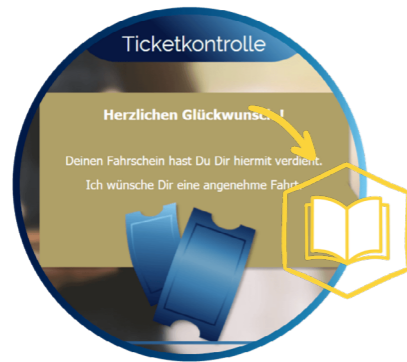 Ticketkontrolle
Herzlichen Glückwunsch!
Deinen Fahrschein hast Du Dir hiermit verdient.
Ich wünsche Dir eine angenehme Fahrt